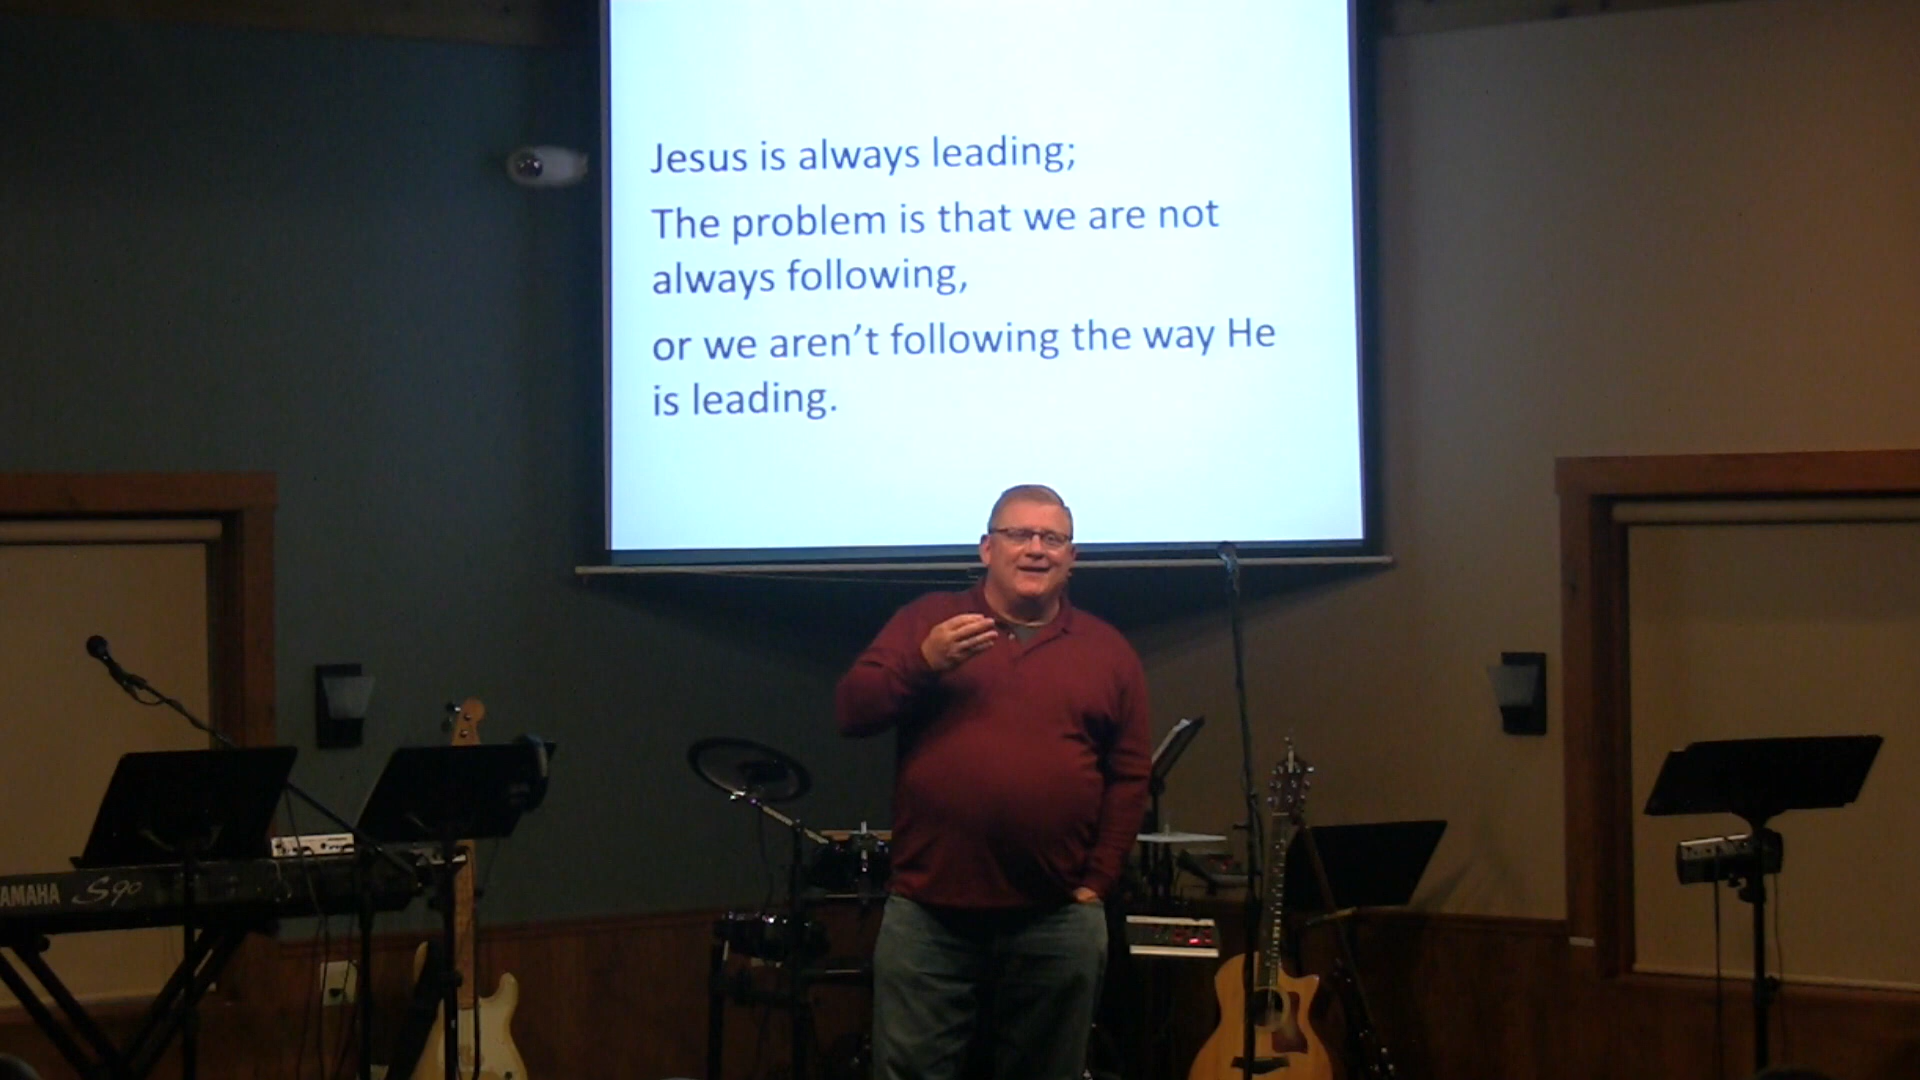 Jesus is always leading;
The problem is that we are not
always following,
or we aren't following the way He
is leading.
YAMAHA S90